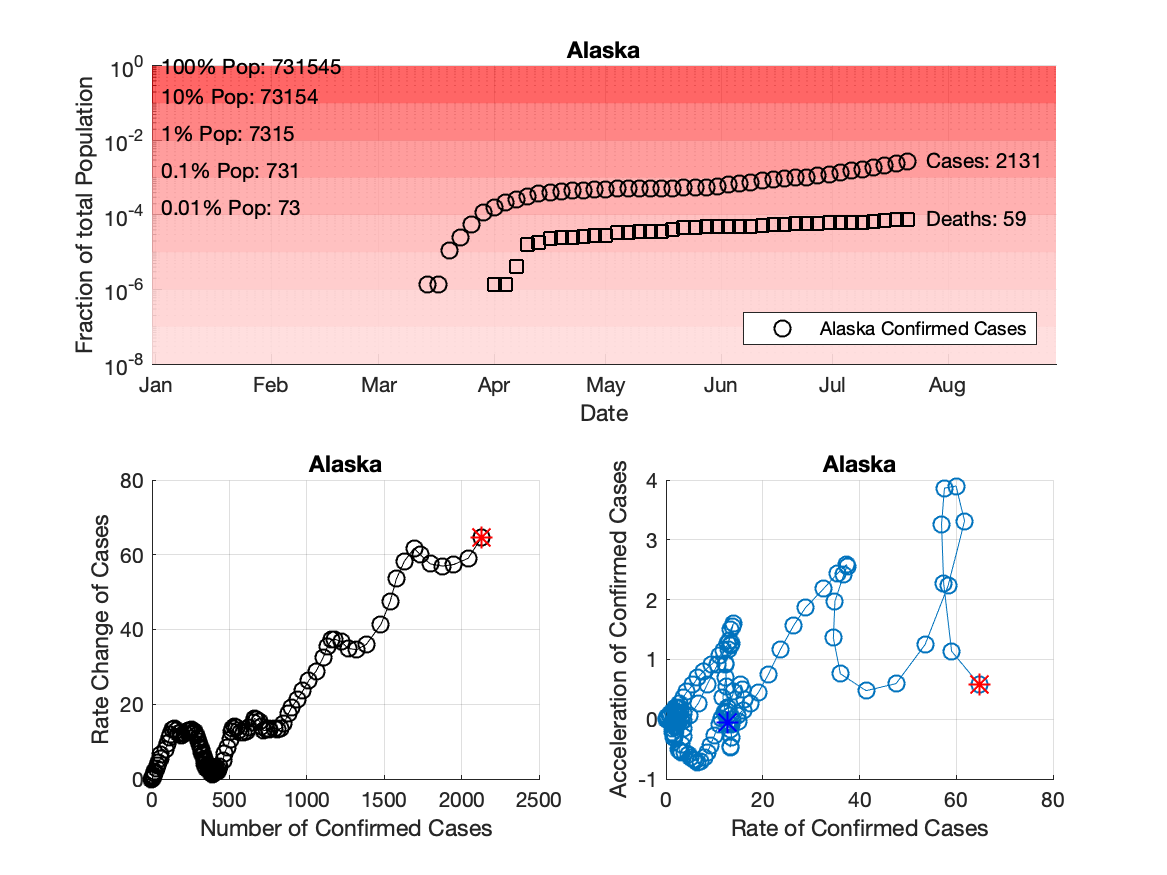 Alaska
Fraction of total Population
10^0
10^-2
10^-4
10^-6
10^-8
100% Pop: 731545
10% Pop: 73154
1% Pop: 7315
0.1% Pop: 731
0.01% Pop: 73
Cases: 2131
Deaths: 59
Alaska Confirmed Cases
Jan Feb Mar Apr May Jun Jul Aug
Date
Alaska
Rate Change of Cases
80
60
40
20
0
0 500 1000 1500 2000 2500
Number of Confirmed Cases
Alaska
Acceleration of Confirmed Cases
4
3
2
1
0
-1
0 20 40 60 80
Rate of Confirmed Cases